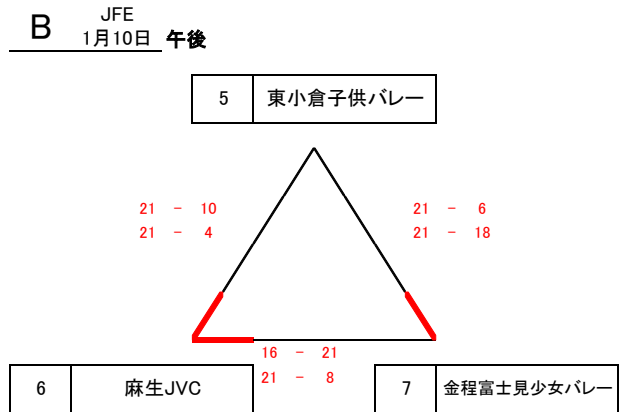 B JFE
1月10日 午後
5 東小倉子供バレー
21 - 10 21 - 6
21 - 4 21 - 18
16 - 21
21 - 8
6 麻生JVC 7 金程富士見少女バレー